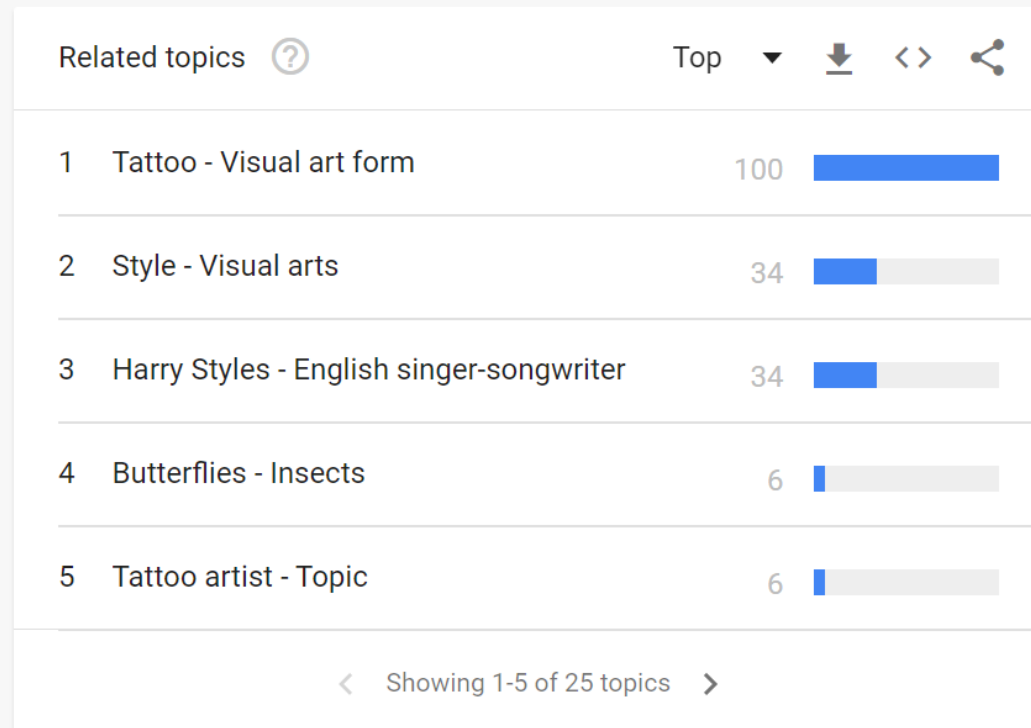 Related topics ? Top
1 Tattoo - Visual art form 100
2 Style - Visual arts 34
3 Harry Styles - English singer-songwriter 34
4 Butterflies - Insects 6
5 Tattoo artist - Topic 6
Showing 1-5 of 25 topics